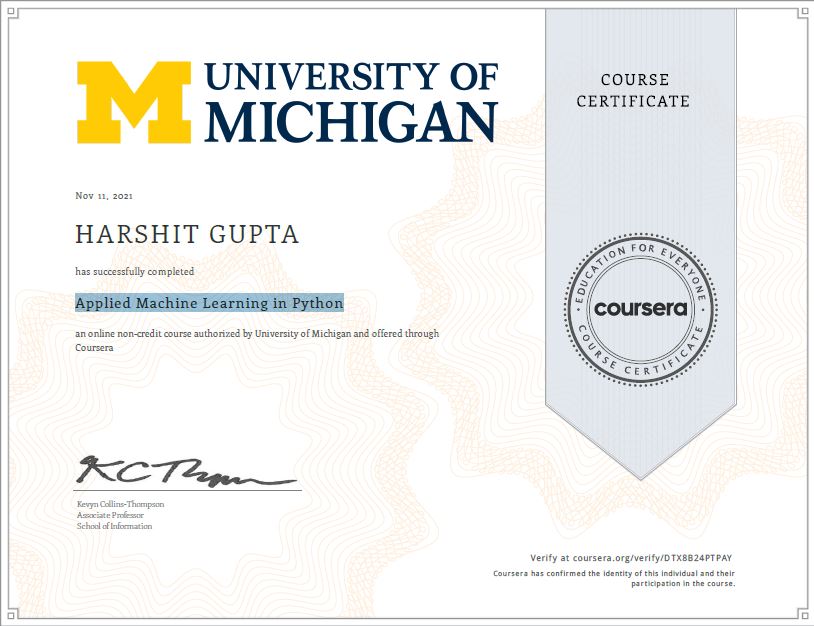 UNIVERSITY OF
MICHIGAN
COURSE
CERTIFICATE
Nov 11, 2021
HARSHIT GUPTA
has successfully completed
Applied Machine Learning in Python
an online non-credit course authorized by University of Michigan and offered through
Coursera
EDUCATION FOR EVERYONE
coursera
COURSE CERTIFICATE
KC Thompson
Kevyn Collins-Thompson
Associate Professor
School of Information
Verify at coursera.org/verify/DTX8B24PTPAY
Coursera has confirmed the identity of this individual and their
participation in the course.